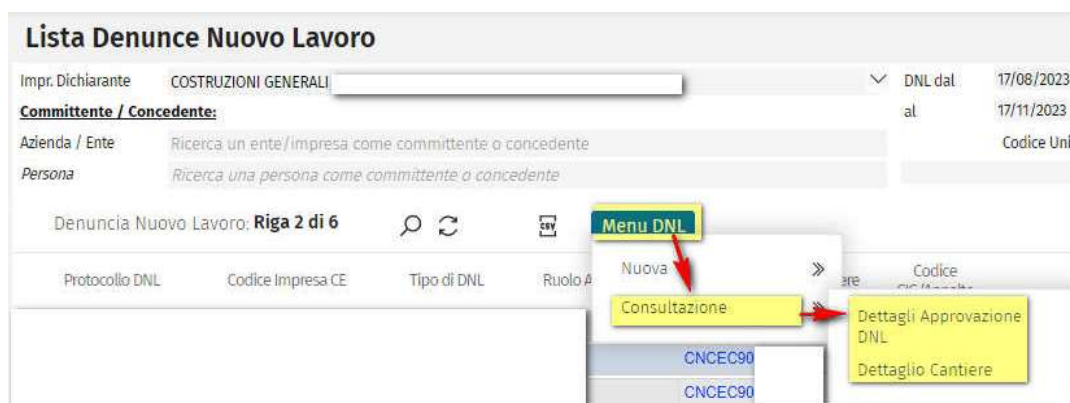 Lista Denunce Nuovo Lavoro
Impr. Dichiarante COSTRUZIONI GENERALI DNL dal 17/08/2023
Committente / Concedente: al 17/11/2023
Azienda / Ente Ricerca un ente/impresa come committente o concedente Codice Uni
Persona Ricerca una persona come committente o concedente
Denuncia Nuovo Lavoro: Riga 2 di 6 CSV Menu DNL
Nuova
Protocollo DNL Codice Impresa CE Tipo di DNL Ruolo A ere Codice
Consultazione
Dettagli Approvazione
DNL
CNCEC90
Dettaglio Cantiere
CNCEC90